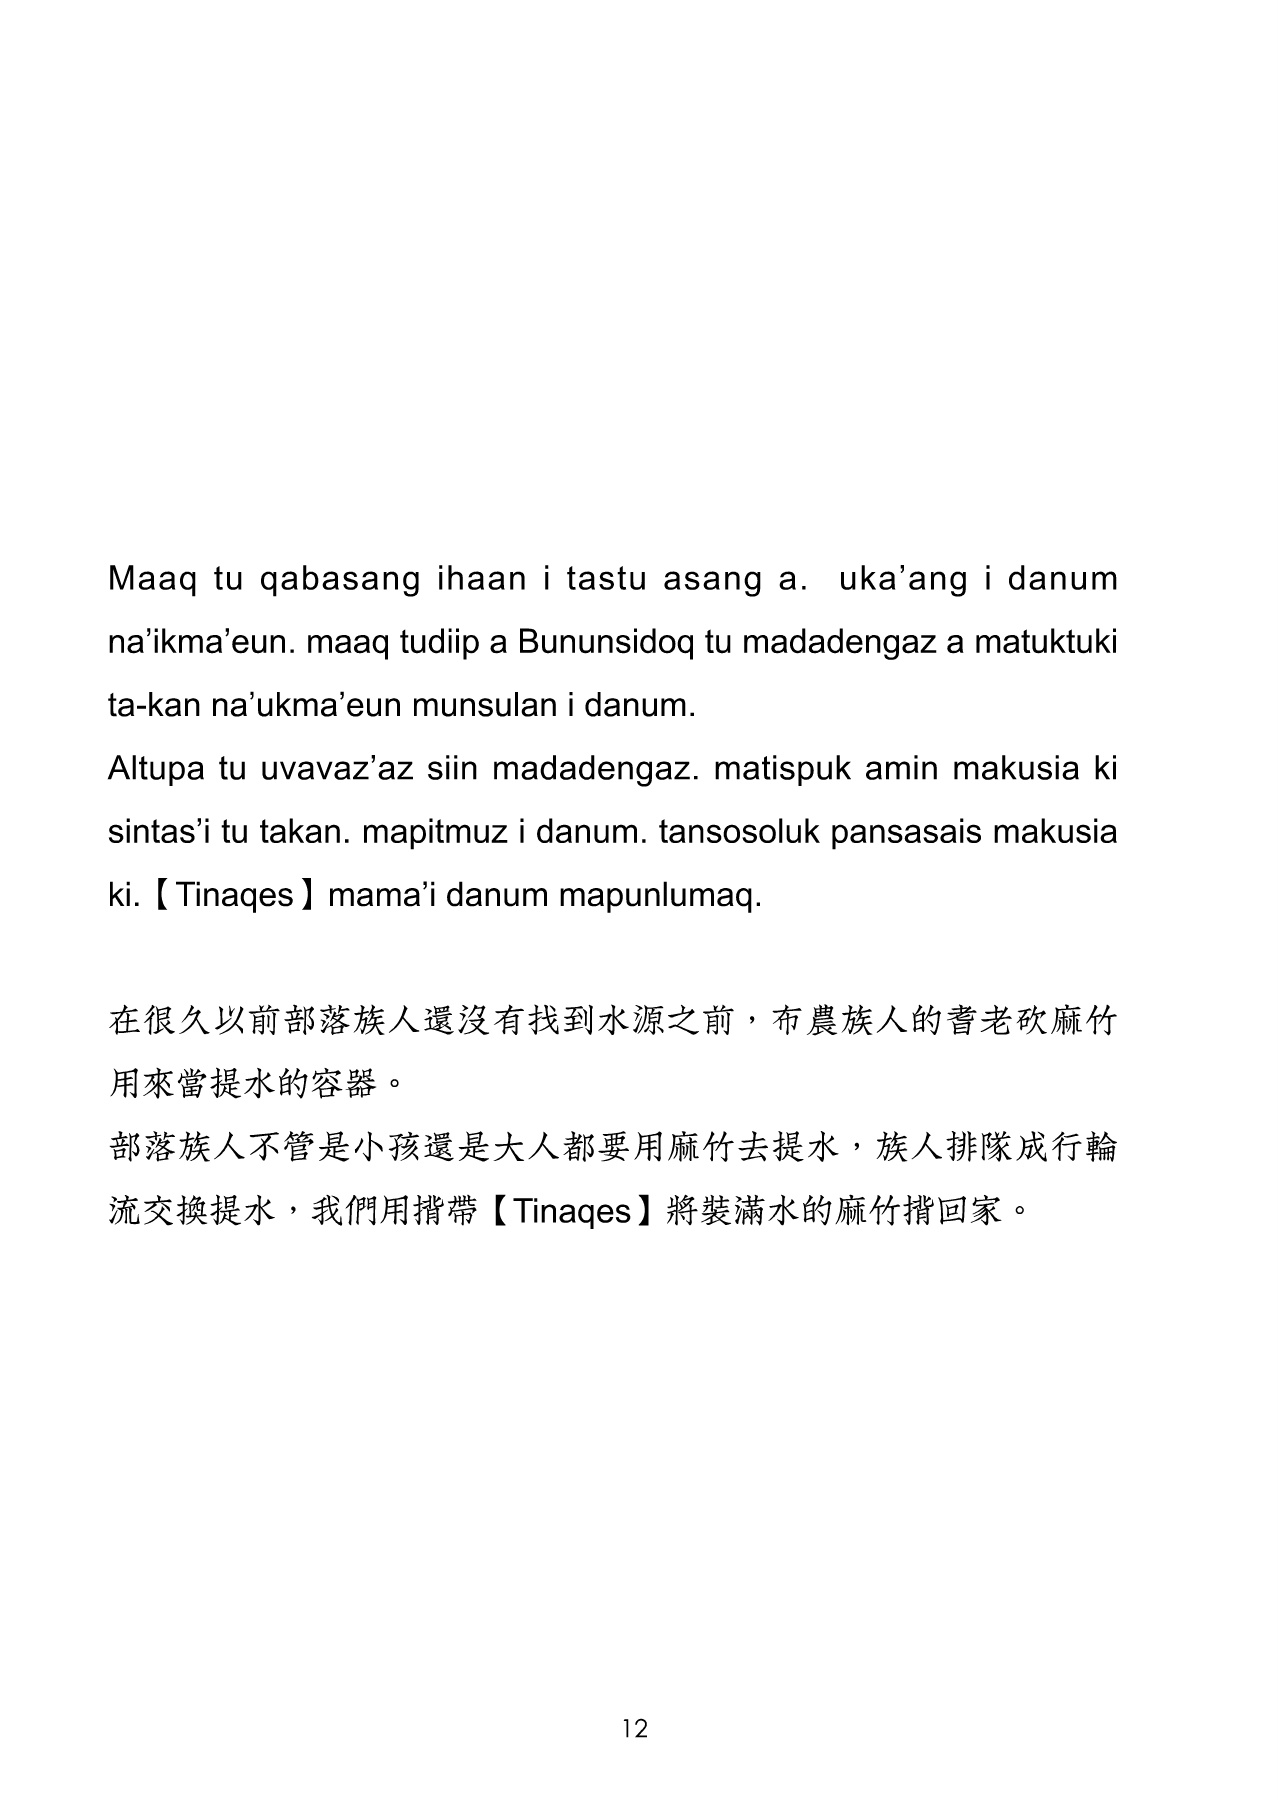 Maaq tu qabasang ihaan i tastu asang a.  uka’ang i danum
na’ikma’eun. maaq tudiip a Bununsidoq tu madadengaz a matuktuki
ta-kan na’ukma’eun munsulan i danum.
Altupa tu uvavaz’az siin madadengaz. matispuk amin makusia ki
sintas’i tu takan. mapitmuz i danum. tansosoluk pansasais makusia
ki.【Tinaqes】mama’i danum mapunlumaq.
在很久以前部落族人還沒有找到水源之前，布農族人的耆老砍麻竹
用來當提水的容器。
部落族人不管是小孩還是大人都要用麻竹去提水，族人排隊成行輪
流交換提水，我們用揹帶【Tinaqes】將裝滿水的麻竹揹回家。
12